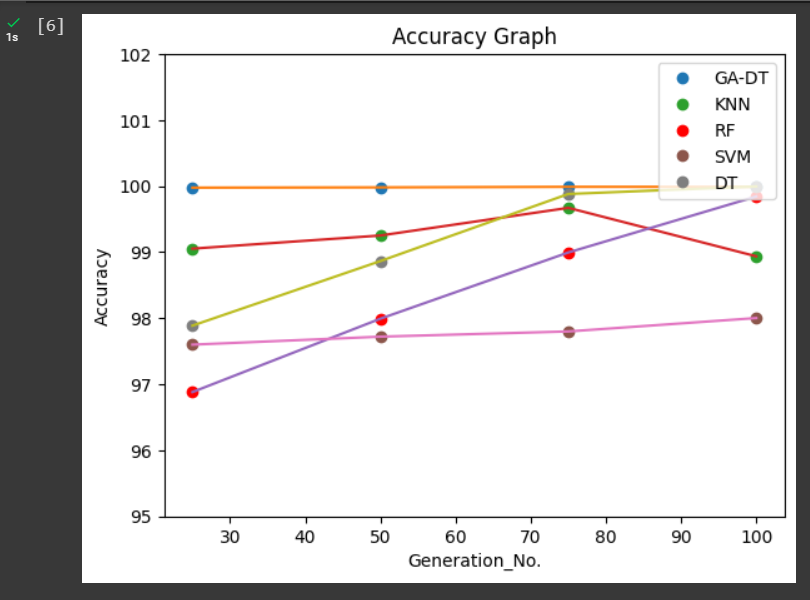 [6]
1s
Accuracy Graph
102
101
100
99
98
97
96
95
Accuracy
GA-DT
KNN
RF
SVM
DT
30 40 50 60 70 80 90 100
Generation_No.